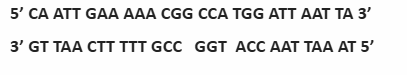 5’ CA ATT GAA AAA CGG CCA TGG ATT AAT TA 3’
3’ GT TAA CTT TTT GCC GGT ACC AAT TAA AT 5’